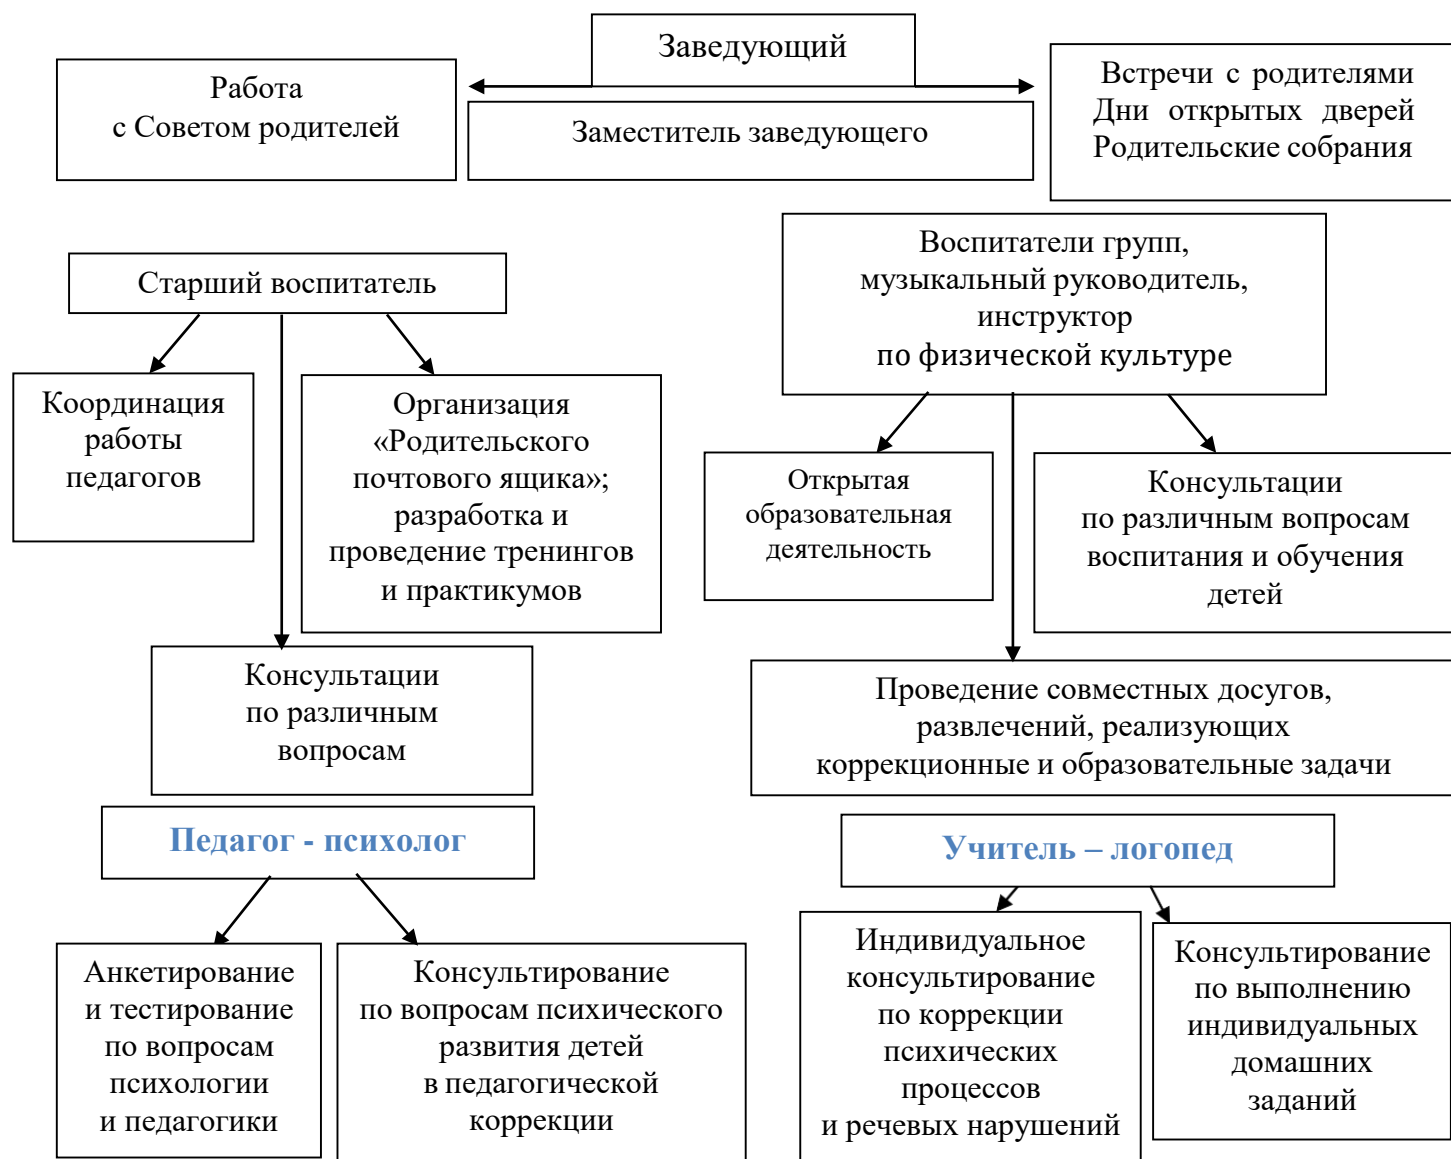 Заведующий
Работа
с Советом родителей
Заместитель заведующего
Встречи с родителями
Дни открытых дверей
Родительские собрания
Старший воспитатель
Воспитатели групп,
музыкальный руководитель,
инструктор
по физической культуре
Координация
работы
педагогов
Организация
«Родительского
почтового ящика»;
разработка и
проведение тренингов
и практикумов
Открытая
образовательная
деятельность
Консультации
по различным вопросам
воспитания и обучения
детей
Консультации
по различным
вопросам
Проведение совместных досугов,
развлечений, реализующих
коррекционные и образовательные задачи
Педагог - психолог
Учитель – логопед
Анкетирование
и тестирование
по вопросам
психологии
и педагогики
Консультирование
по вопросам психического
развития детей
в педагогической
коррекции
Индивидуальное
консультирование
по коррекции
психических
процессов
и речевых нарушений
Консультирование
по выполнению
индивидуальных
домашних
заданий